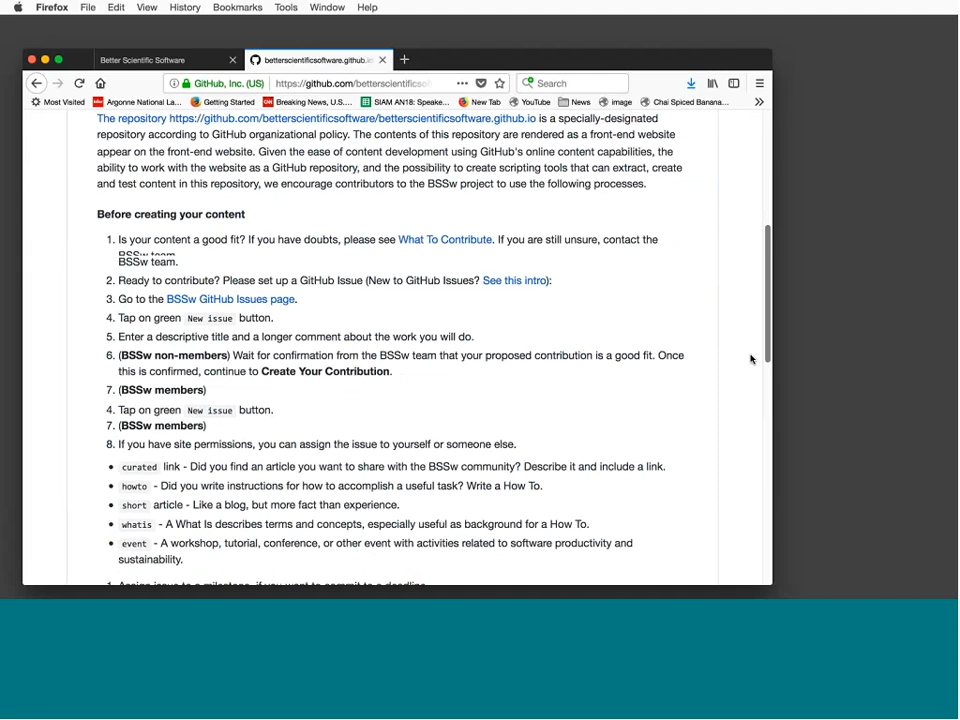 Firefox File Edit View History Bookmarks Tools Window Help
Better Scientific Software
betterscientificsoftware.github.io
GitHub, Inc. (US) https://github.com/betterscientificso
Search
Most Visited Argonne National La... Getting Started Breaking News, U.S.... SIAM AN18: Speake... New Tab YouTube News image Chai Spiced Banana...
The repository https://github.com/betterscientificsoftware/betterscientificsoftware.github.io is a specially-designated
repository according to GitHub organizational policy. The contents of this repository are rendered as a front-end website
appear on the front-end website. Given the ease of content development using GitHub's online content capabilities, the
ability to work with the website as a GitHub repository, and the possibility to create scripting tools that can extract, create
and test content in this repository, we encourage contributors to the BSSw project to use the following processes.
Before creating your content
1. Is your content a good fit? If you have doubts, please see What To Contribute. If you are still unsure, contact the
BSSw team.
BSSw team.
2. Ready to contribute? Please set up a GitHub Issue (New to GitHub Issues? See this intro):
3. Go to the BSSw GitHub Issues page.
4. Tap on green New issue button.
5. Enter a descriptive title and a longer comment about the work you will do.
6. (BSSw non-members) Wait for confirmation from the BSSw team that your proposed contribution is a good fit. Once
this is confirmed, continue to Create Your Contribution.
7. (BSSw members)
4. Tap on green New issue button.
7. (BSSw members)
8. If you have site permissions, you can assign the issue to yourself or someone else.
• curated link - Did you find an article you want to share with the BSSw community? Describe it and include a link.
• howto - Did you write instructions for how to accomplish a useful task? Write a How To.
• short article - Like a blog, but more fact than experience.
• whatis - A What Is describes terms and concepts, especially useful as background for a How To.
• event - A workshop, tutorial, conference, or other event with activities related to software productivity and
sustainability.
1. Assign issue to a milestone, if you want to commit to a deadline.